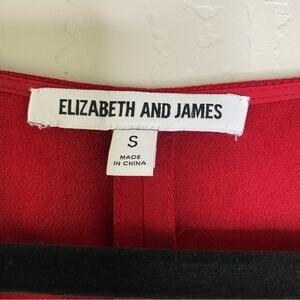 ELIZABETH AND JAMES
S
MADE
IN CHINA